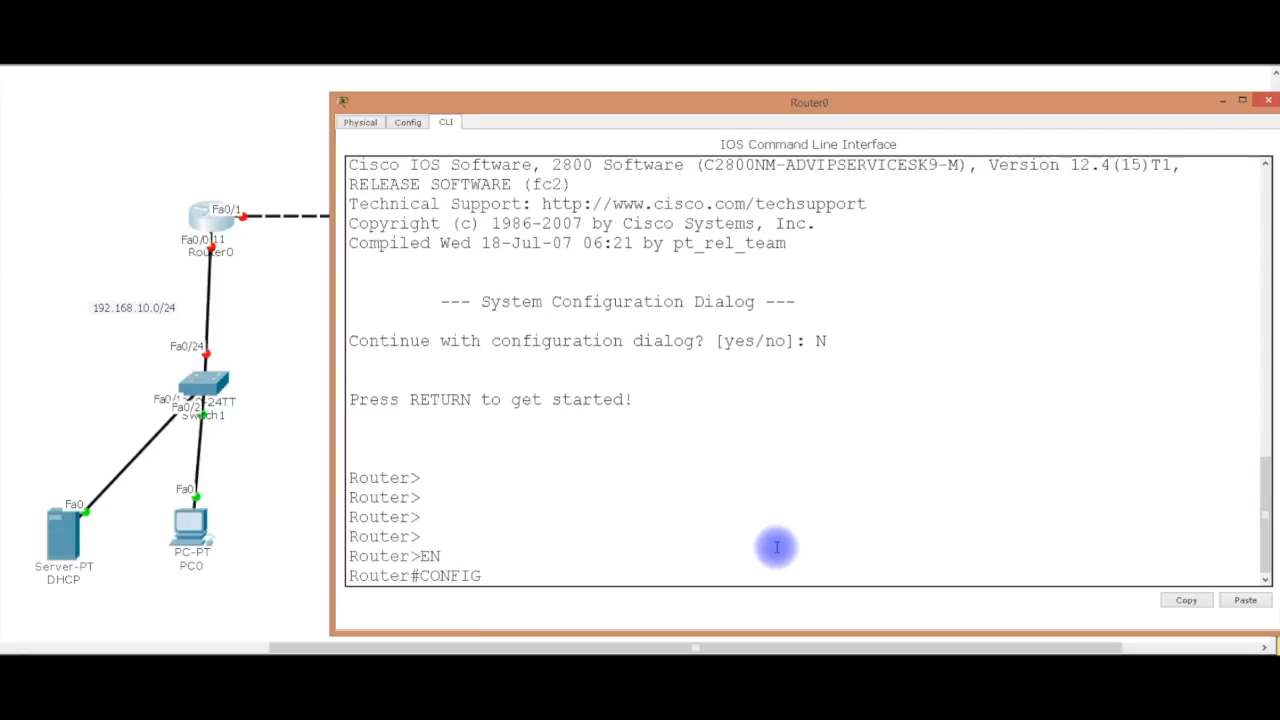 Router0
Physical
Config
CLI
IOS Command Line Interface
Cisco IOS Software, 2800 Software (C2800NM-ADVIPSERVICESK9-M), Version 12.4(15)T1,
RELEASE SOFTWARE (fc2)
Technical Support: http://www.cisco.com/techsupport
Copyright (c) 1986-2007 by Cisco Systems, Inc.
Compiled Wed 18-Jul-07 06:21 by pt_rel_team
--- System Configuration Dialog ---
Continue with configuration dialog? [yes/no]: N
Press RETURN to get started!
Router>
Router>
Router>
Router>
Router>EN
Router#CONFIG
Copy
Paste
Fa0/1
Router0
192.168.10.0/24
Fa0/24
Fa0/2
Fa0
Fa0
Server-PT
DHCP
PC-PT
PC0